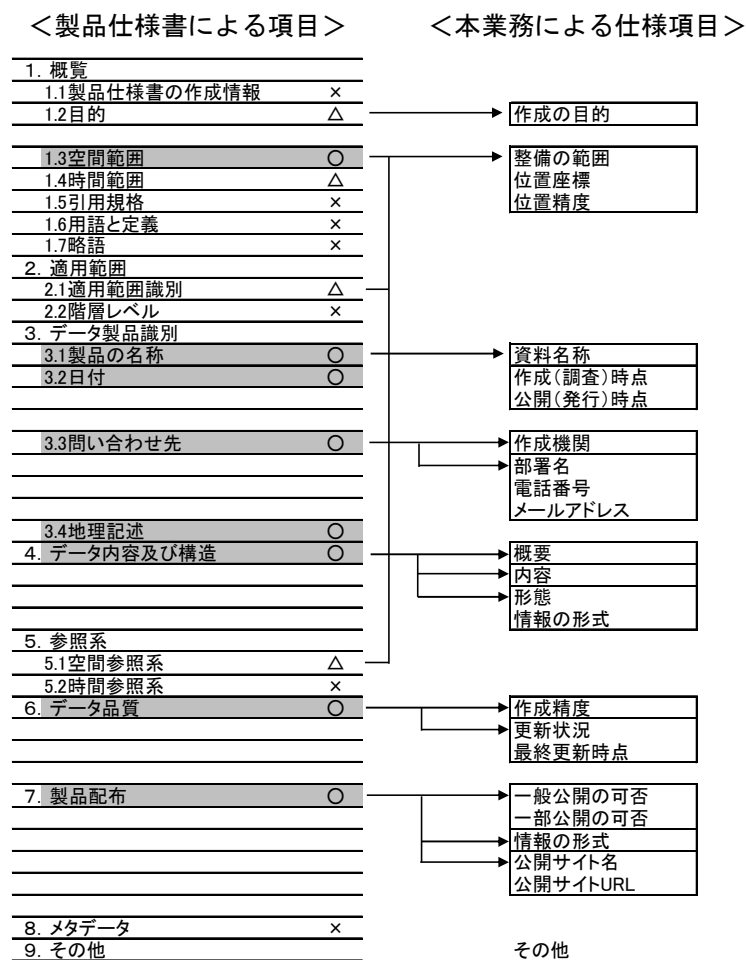 ＜製品仕様書による項目＞　＜本業務による仕様項目＞
1. 概覧
1.1製品仕様書の作成情報 ×
1.2目的 △ 作成の目的
1.3空間範囲 ○ 整備の範囲
1.4時間範囲 △ 位置座標
1.5引用規格 × 位置精度
1.6用語と定義 ×
1.7略語 ×
2. 適用範囲
2.1適用範囲識別 △
2.2階層レベル ×
3. データ製品識別
3.1製品の名称 ○ 資料名称
3.2日付 ○ 作成(調査)時点
公開(発行)時点
3.3問い合わせ先 ○ 作成機関
部署名
電話番号
メールアドレス
3.4地理記述 ○
4. データ内容及び構造 ○ 概要
内容
形態
情報の形式
5. 参照系
5.1空間参照系 △
5.2時間参照系 ×
6. データ品質 ○ 作成精度
更新状況
最終更新時点
7. 製品配布 ○ 一般公開の可否
一部公開の可否
情報の形式
公開サイト名
公開サイトURL
8. メタデータ ×
9. その他 その他